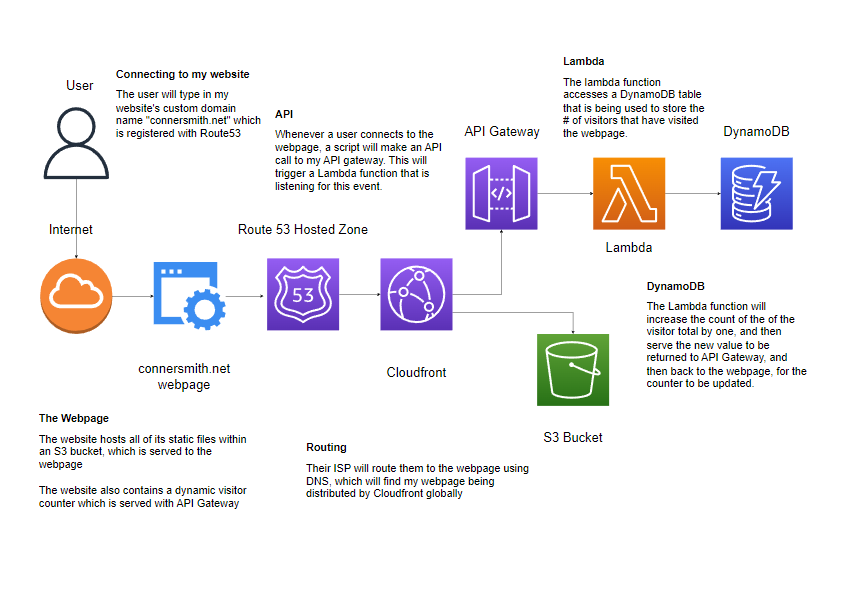 User
Connecting to my website
The user will type in my
website's custom domain
name "connersmith.net" which
is registered with Route53
API
Whenever a user connects to the
webpage, a script will make an API
call to my API gateway. This will
trigger a Lambda function that is
listening for this event.
Lambda
The lambda function
accesses a DynamoDB table
that is being used to store the
# of visitors that have visited
the webpage.
API Gateway
DynamoDB
Internet
Route 53 Hosted Zone
Lambda
53
connersmith.net
webpage
Cloudfront
S3 Bucket
DynamoDB
The Lambda function will
increase the count of the of the
visitor total by one, and then
serve the new value to be
returned to API Gateway, and
then back to the webpage, for the
counter to be updated.
The Webpage
The website hosts all of its static files within
an S3 bucket, which is served to the
webpage
The website also contains a dynamic visitor
counter which is served with API Gateway
Routing
Their ISP will route them to the webpage using
DNS, which will find my webpage being
distributed by Cloudfront globally